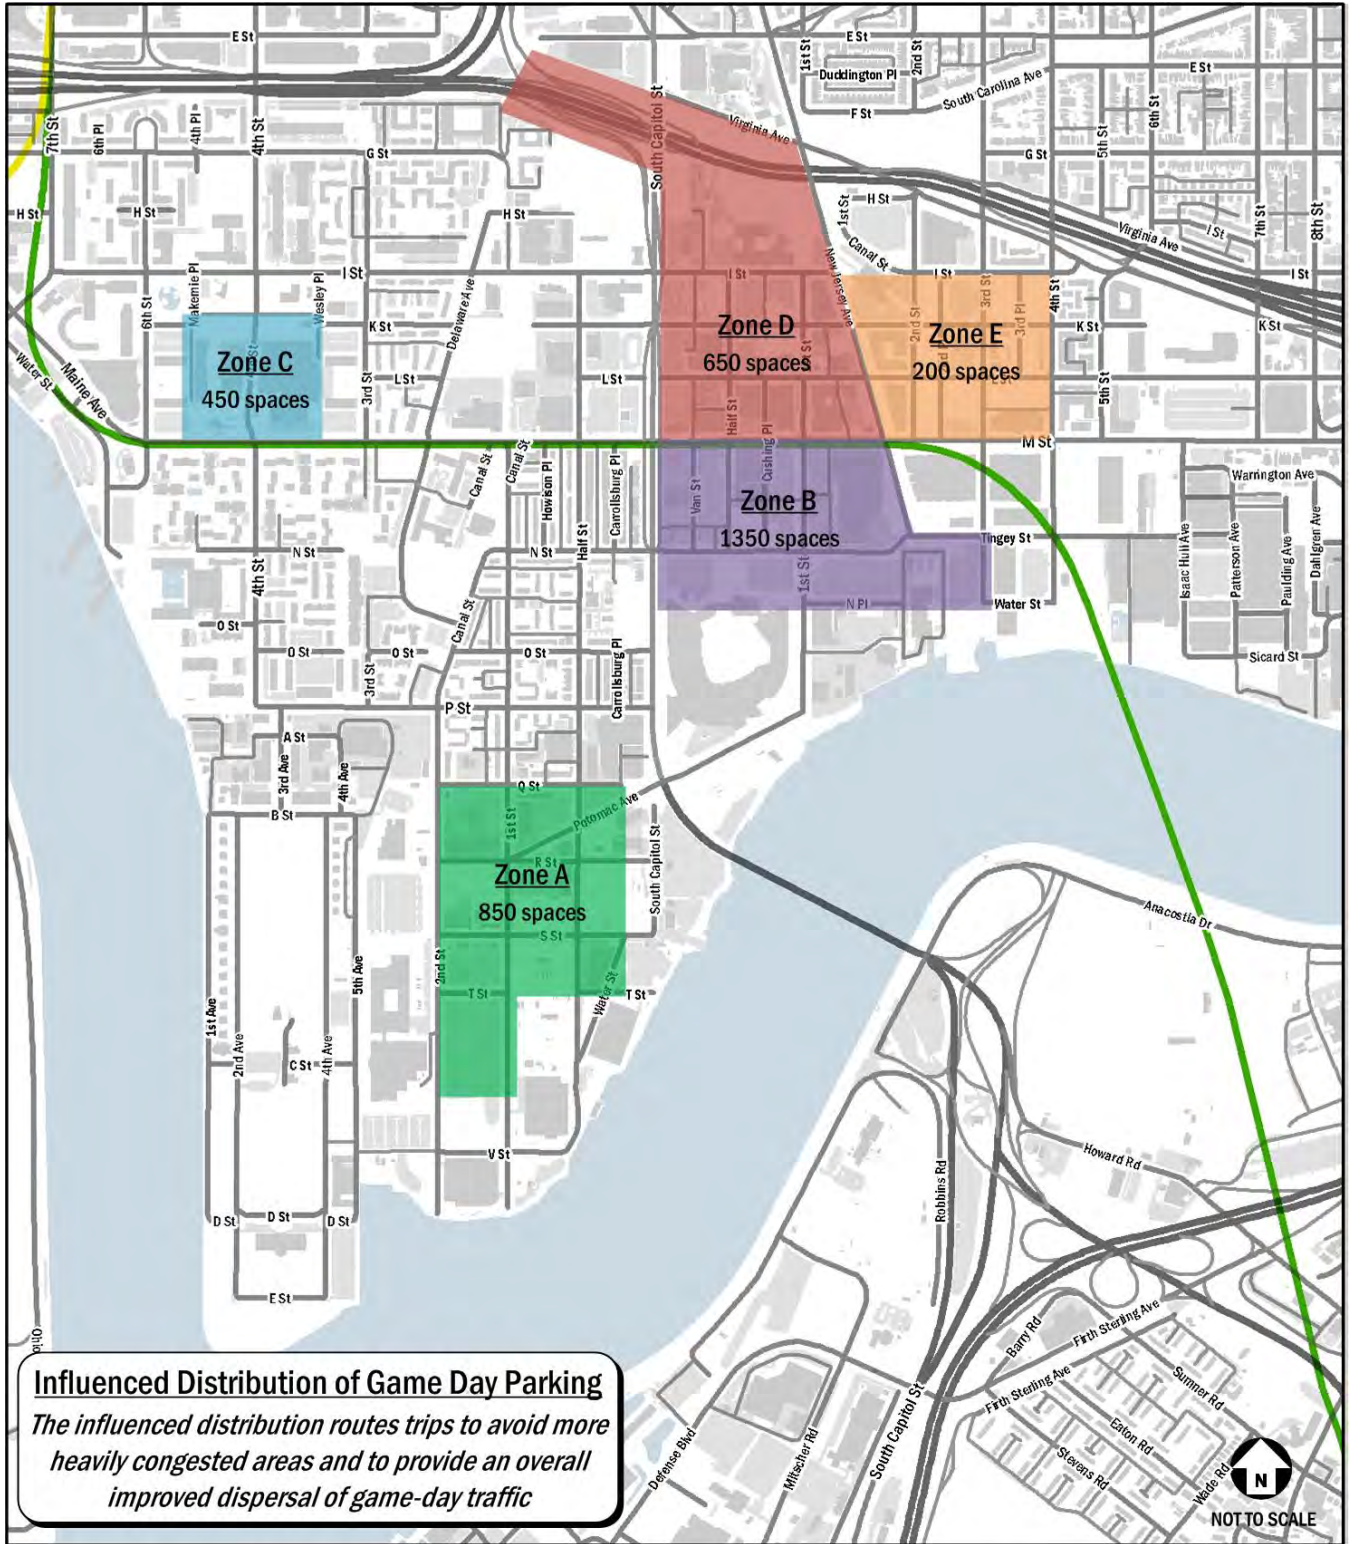 E St
E St
1st St
2nd St
Ducldington Pl
South Carolina Ave
E St
6th St
F St
7th St
6th Pl
4th Pl
4th St
South Capitol St
Virginia Ave
5th St
G St
G St
H St
H St
H St
1st St
H St
Canal St
7th St
8th St
I St
Virginia Ave
I St
I St
New Jersey Ave
I St
I St
6th St
Makemie Pl
Wesley Pl
K St
Delaware Ave
3rd St
2nd St
3rd Pl
4th St
K St
K St
Zone C
450 spaces
Zone D
650 spaces
Zone E
200 spaces
Water St
Maine Ave
3rd St
L St
L St
Half St
5th St
M St
Canal St
Canal St
Howison Pl
Carrollsburg Pl
Cushing Pl
Van St
Warrington Ave
Zone B
1350 spaces
Half St
N St
N St
4th St
1st St
Tingey St
Isaac Hull Ave
Patterson Ave
Paulding Ave
Dahlgren Ave
N Pl
Water St
Canal St
O St
O St
O St
O St
3rd St
Carrollsburg Pl
Sicard St
P St
A St
3rd Ave
4th Ave
B St
Q St
1st St
Potomac Ave
R St
Zone A
850 spaces
South Capitol St
S St
Anacostia Dr
2nd St
5th Ave
T St
Water St
T St
1st Ave
2nd Ave
4th Ave
C St
V St
Howard Rd
Robbins Rd
D St
D St
D St
E St
Ohio
Barry Rd
Firth Sterling Ave
Firth Sterling Ave
Sumner Rd
Eaton Rd
Stevens Rd
Wade Rd
Defense Blvd
Mitscher Rd
South Capitol St
Influenced Distribution of Game Day Parking
The influenced distribution routes trips to avoid more
heavily congested areas and to provide an overall
improved dispersal of game-day traffic
N
NOT TO SCALE